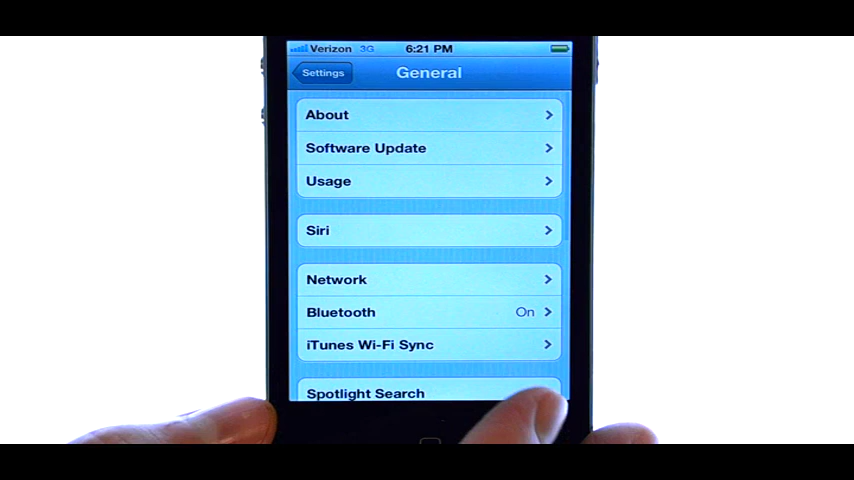 Verizon 3G 6:21 PM
Settings General
About
Software Update
Usage
Siri
Network
Bluetooth On
iTunes Wi-Fi Sync
Spotlight Search